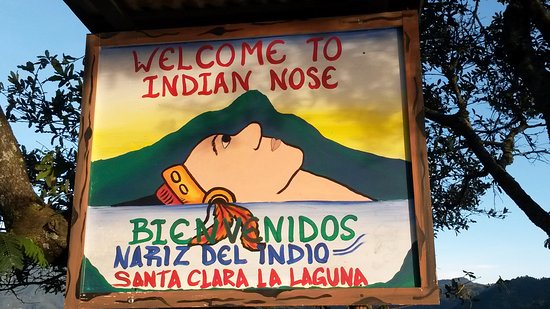 WELCOME TO
INDIAN NOSE
BIENVENIDOS
NARIZ DEL INDIO
SANTA CLARA LA LAGUNA